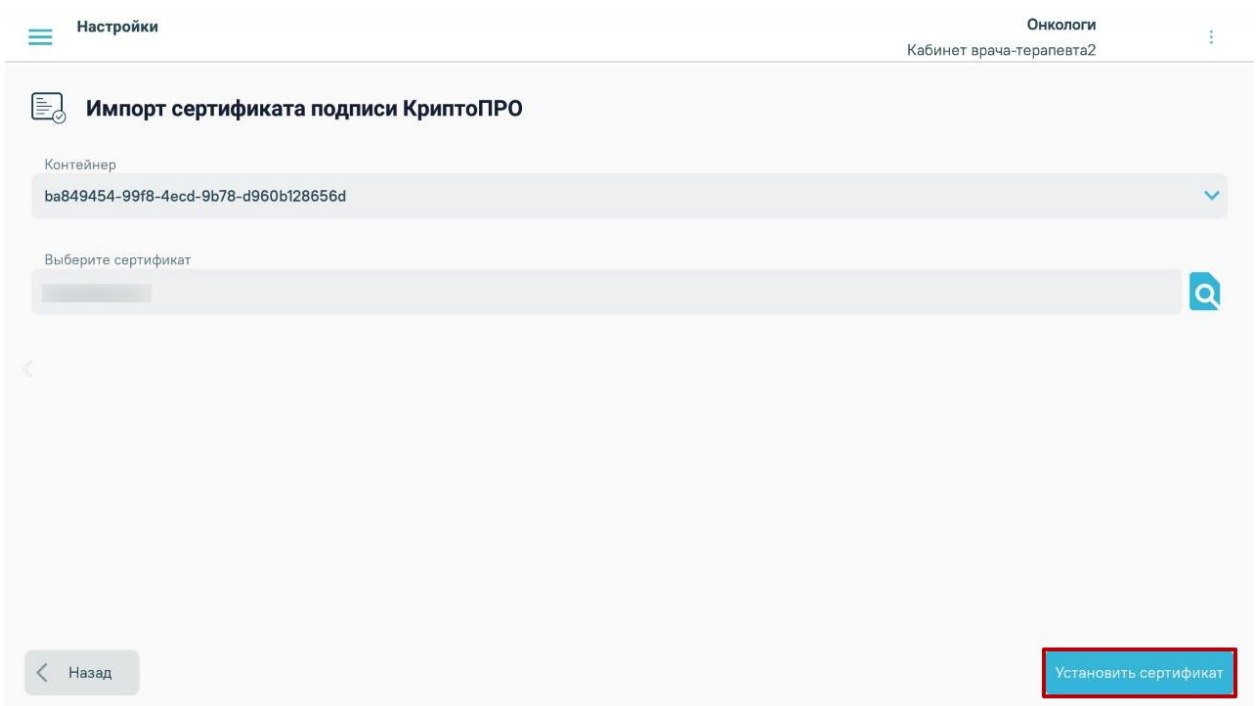 Настройки
Онкологи
Кабинет врача-терапевта2
Импорт сертификата подписи КриптоПРО
Контейнер
ba849454-99f8-4ecd-9b78-d960b128656d
Выберите сертификат
Назад
Установить сертификат